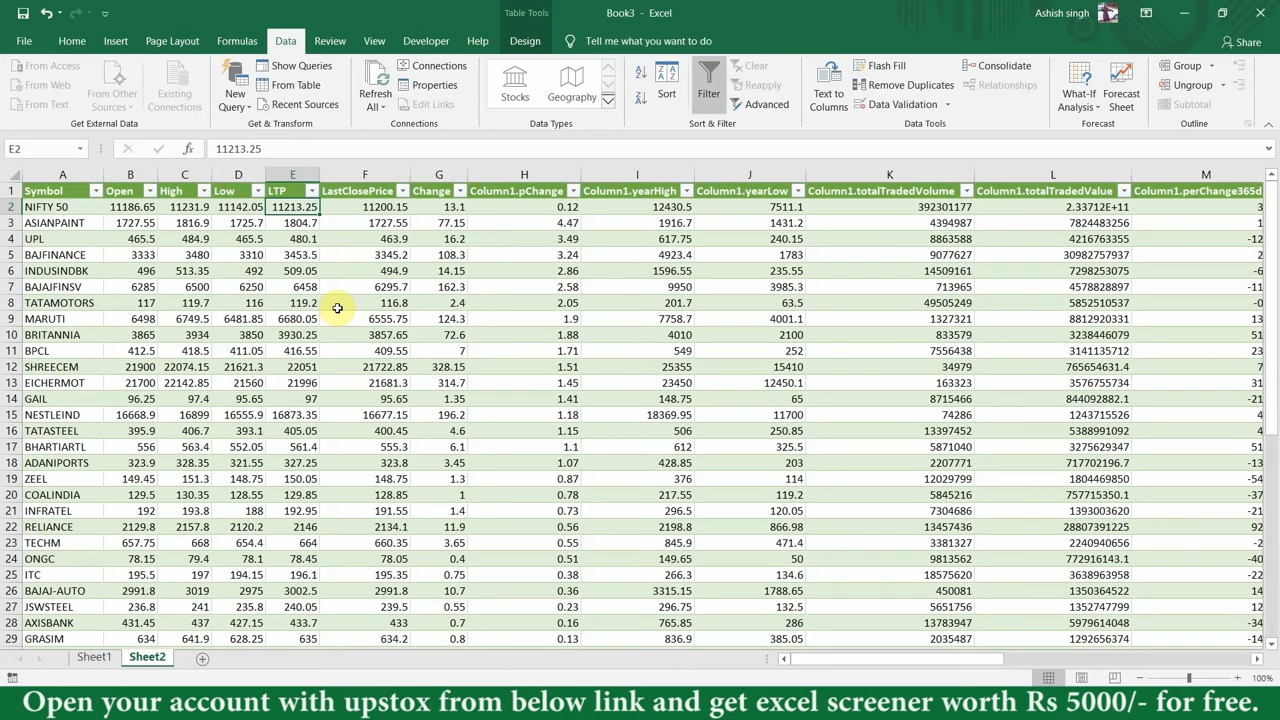 Table Tools
Book3 - Excel
Ashish singh
File Home Insert Page Layout Formulas Data Review View Developer Help Design Tell me what you want to do Share
From Access
From Web
From Text
From Other Sources
Existing Connections
Get External Data
New Query
Show Queries
From Table
Recent Sources
Get & Transform
Refresh All
Connections
Properties
Edit Links
Connections
Stocks
Geography
Data Types
Sort
Filter
Clear
Reapply
Advanced
Sort & Filter
Text to Columns
Flash Fill
Remove Duplicates
Data Validation
Consolidate
Relationships
Data Tools
What-If Analysis
Forecast Sheet
Forecast
Group
Ungroup
Subtotal
Outline
E2 fx 11213.25
A B C D E F G H I J K L M
1 Symbol Open High Low LTP LastClosePrice Change Column1.pChange Column1.yearHigh Column1.yearLow Column1.totalTradedVolume Column1.totalTradedValue Column1.perChange365d
2 NIFTY 50 11186.65 11231.9 11142.05 11213.25 11200.15 13.1 0.12 12430.5 7511.1 392301177 2.33712E+11 3
3 ASIANPAINT 1727.55 1816.9 1725.7 1804.7 1727.55 77.15 4.47 1916.7 1431.2 4394987 7824483256 15
4 UPL 465.5 484.9 465.5 480.1 463.9 16.2 3.49 617.75 240.15 8863588 4216763355 -12
5 BAJFINANCE 3333 3480 3310 3453.5 3345.2 108.3 3.24 4923.4 1783 9077627 30982757937 2
6 INDUSINDBK 496 513.35 492 509.05 494.9 14.15 2.86 1596.55 235.55 14509161 7298253075 -6
7 BAJAJFINSV 6285 6500 6250 6458 6295.7 162.3 2.58 9950 3985.3 713965 4578828897 -11
8 TATAMOTORS 117 119.7 116 119.2 116.8 2.4 2.05 201.7 63.5 49505249 5852510537 -0
9 MARUTI 6498 6749.5 6481.85 6680.05 6555.75 124.3 1.9 7758.7 4001.1 1327321 8812920331 13
10 BRITANNIA 3865 3934 3850 3930.25 3857.65 72.6 1.88 4010 2100 833579 3238446079 51
11 BPCL 412.5 418.5 411.05 416.55 409.55 7 1.71 549 252 7556438 3141135712 23
12 SHREECEM 21900 22074.15 21621.3 22051 21722.85 328.15 1.51 25355 15410 34979 765654631.4 7
13 EICHERMOT 21700 22142.85 21560 21996 21681.3 314.7 1.45 23450 12450.1 163323 3576755734 31
14 GAIL 96.25 97.4 95.65 97 95.65 1.35 1.41 148.75 65 8715466 844092882.1 -21
15 NESTLEIND 16668.9 16899 16555.9 16873.35 16677.15 196.2 1.18 18369.95 11700 74286 1243715526 4
16 TATASTEEL 395.9 406.7 393.1 405.05 400.45 4.6 1.15 506 250.85 13397452 5388991092 4
17 BHARTIARTL 556 563.4 552.05 561.4 555.3 6.1 1.1 612 325.5 5871040 3275629347 51
18 ADANIPORTS 323.9 328.35 321.55 327.25 323.8 3.45 1.07 428.85 203 2207771 717702196.7 -13
19 ZEEL 149.45 151.3 148.75 150.05 148.75 1.3 0.87 376 114 12029799 1804469850 -54
20 COALINDIA 129.5 130.35 128.55 129.85 128.85 1 0.78 217.55 119.2 5845216 757715350.1 -37
21 INFRATEL 192 193.8 188 192.95 191.55 1.4 0.73 296.5 120.05 7304686 1393003620 -21
22 RELIANCE 2129.8 2157.8 2120.2 2146 2134.1 11.9 0.56 2198.8 866.98 13457436 28807391225 92
23 TECHM 657.75 668 654.4 664 660.35 3.65 0.55 845.9 471.4 3381327 2240940656 -2
24 ONGC 78.15 79.4 78.1 78.45 78.05 0.4 0.51 149.65 50 9813562 772916143.1 -40
25 ITC 195.5 197 194.15 196.1 195.35 0.75 0.38 266.3 134.6 18575620 3638963958 -22
26 BAJAJ-AUTO 2991.8 3019 2975 3002.5 2991.8 10.7 0.36 3315.15 1788.65 450081 1350364522 14
27 JSWSTEEL 236.8 241 235.8 240.05 239.5 0.55 0.23 296.75 132.5 5651756 1352747799 12
28 AXISBANK 431.45 437 427.15 433.7 433 0.7 0.16 765.85 286 13783947 5979614048 -34
29 GRASIM 634 641.9 628.25 635 634.2 0.8 0.13 836.9 385.05 2035487 1292656374 -14
Sheet1 Sheet2
100%
Open your account with upstox from below link and get excel screener worth Rs 5000/- for free.